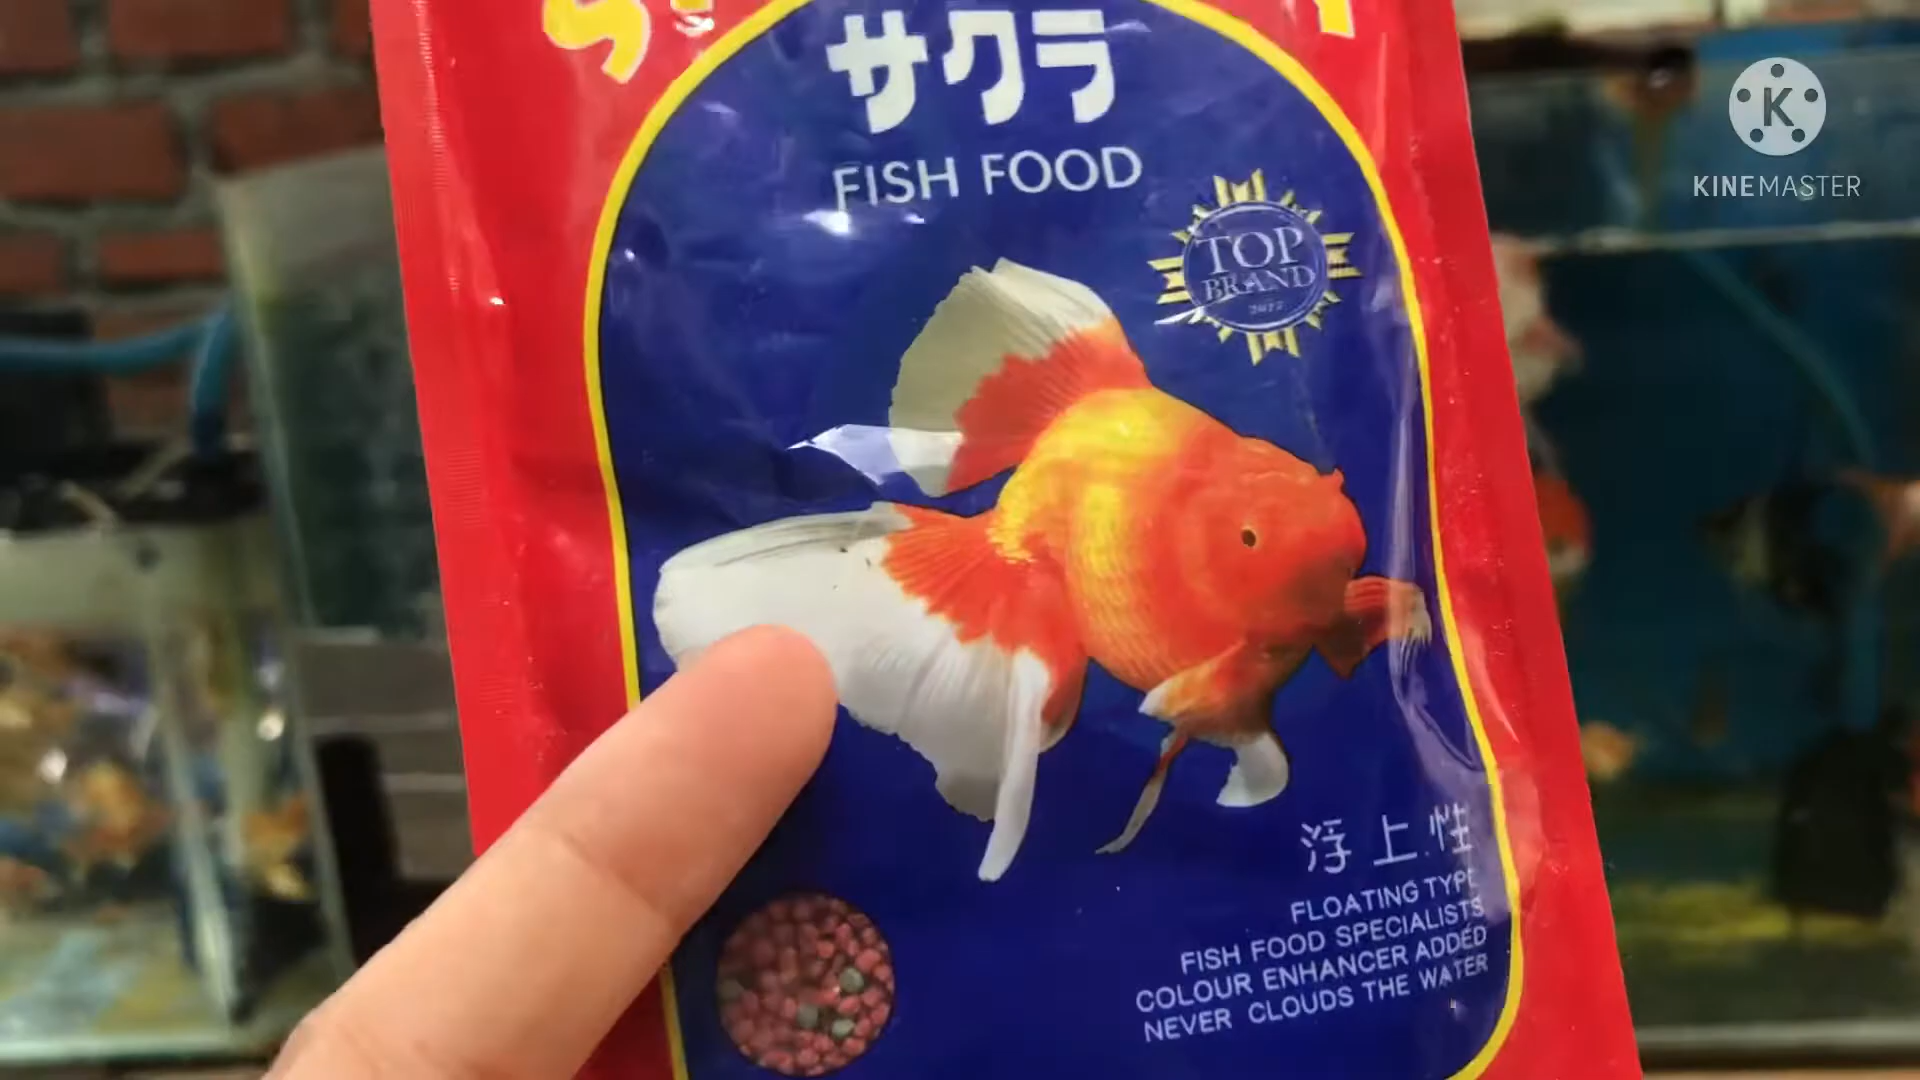 サクラ
FISH FOOD
TOP
BRAND
浮上性
FLOATING TYPE
FISH FOOD SPECIALISTS
COLOUR ENHANCER ADDED
NEVER CLOUDS THE WATER
K
KINEMASTER